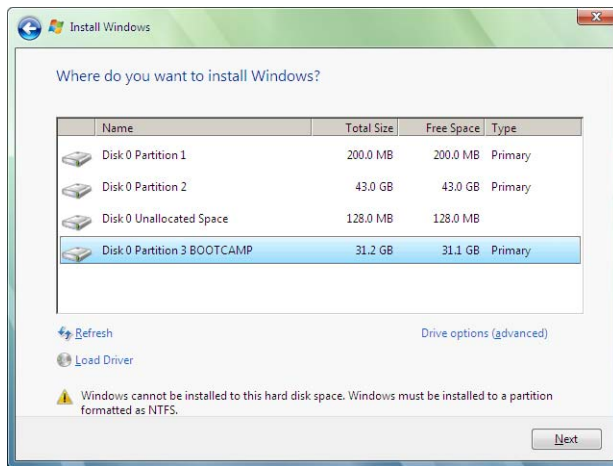 Install Windows
Where do you want to install Windows?
Name Total Size Free Space Type
Disk 0 Partition 1 200.0 MB 200.0 MB Primary
Disk 0 Partition 2 43.0 GB 43.0 GB Primary
Disk 0 Unallocated Space 128.0 MB 128.0 MB
Disk 0 Partition 3 BOOTCAMP 31.2 GB 31.1 GB Primary
Refresh Drive options (advanced)
Load Driver
Windows cannot be installed to this hard disk space. Windows must be installed to a partition
formatted as NTFS.
Next